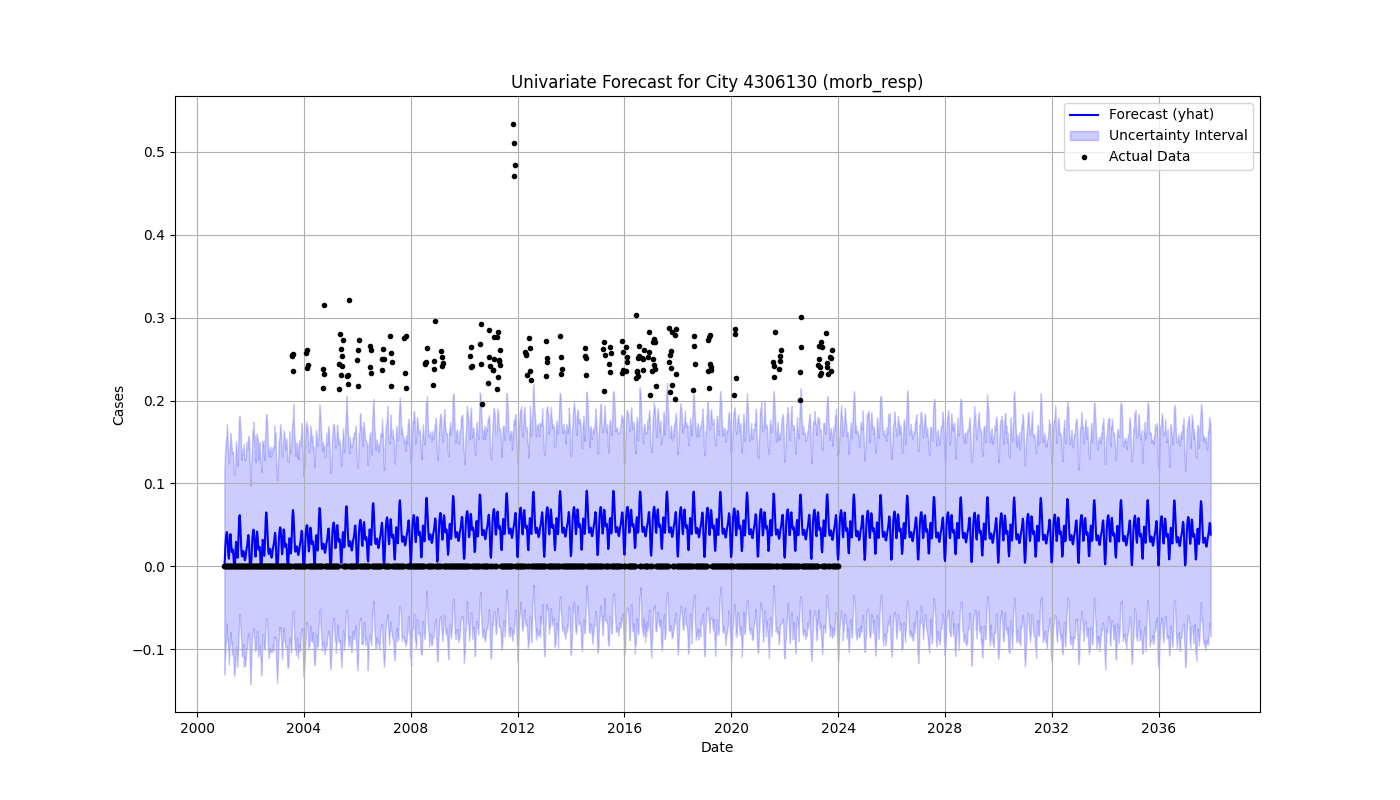 Univariate Forecast for City 4306130 (morb_resp)
Forecast (yhat)
Uncertainty Interval
Actual Data
Cases
0.5
0.4
0.3
0.2
0.1
0.0
−0.1
2000 2004 2008 2012 2016 2020 2024 2028 2032 2036
Date